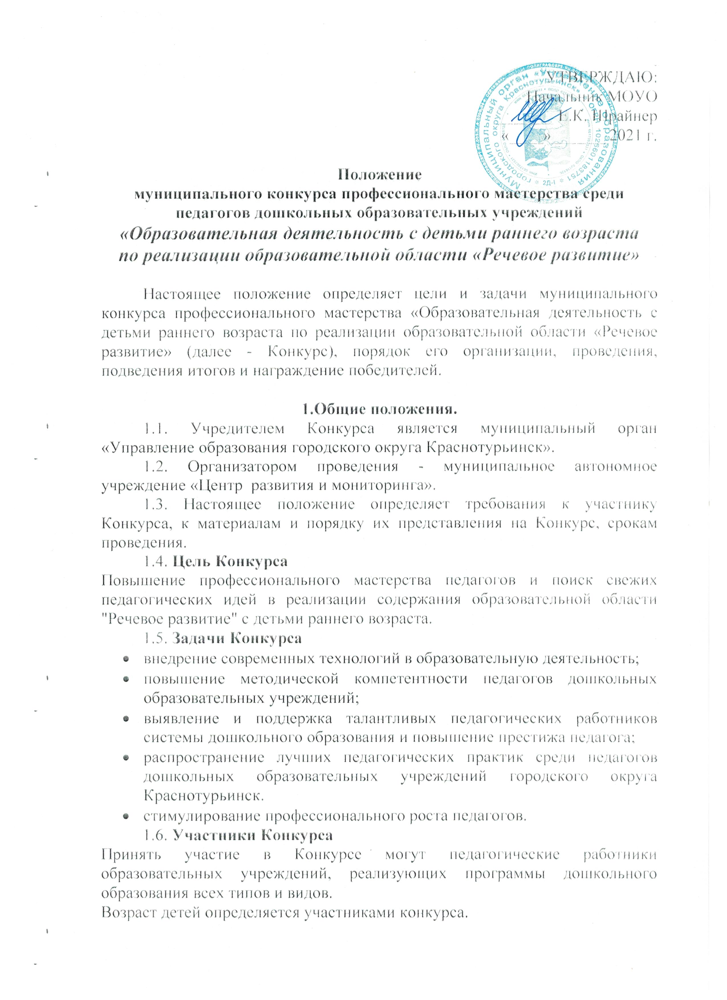 УТВЕРЖДАЮ:
Начальник МОУО
Е.К. Шрайнер
«____»________2021 г.
Муниципальный орган «Управление образования
городского округа Краснотурьинск»
ОГРН 1026601183751
2Д-I
Положение
муниципального конкурса профессионального мастерства среди
педагогов дошкольных образовательных учреждений
«Образовательная деятельность с детьми раннего возраста
по реализации образовательной области «Речевое развитие»
Настоящее положение определяет цели и задачи муниципального
конкурса профессионального мастерства «Образовательная деятельность с
детьми раннего возраста по реализации образовательной области «Речевое
развитие» (далее - Конкурс), порядок его организации, проведения,
подведения итогов и награждение победителей.
1.Общие положения.
1.1. Учредителем Конкурса является муниципальный орган
«Управление образования городского округа Краснотурьинск».
1.2. Организатором проведения - муниципальное автономное
учреждение «Центр развития и мониторинга».
1.3. Настоящее положение определяет требования к участнику
Конкурса, к материалам и порядку их представления на Конкурс, срокам
проведения.
1.4. Цель Конкурса
Повышение профессионального мастерства педагогов и поиск свежих
педагогических идей в реализации содержания образовательной области
"Речевое развитие" с детьми раннего возраста.
1.5. Задачи Конкурса
• внедрение современных технологий в образовательную деятельность;
• повышение методической компетентности педагогов дошкольных
образовательных учреждений;
• выявление и поддержка талантливых педагогических работников
системы дошкольного образования и повышение престижа педагога;
• распространение лучших педагогических практик среди педагогов
дошкольных образовательных учреждений городского округа
Краснотурьинск.
• стимулирование профессионального роста педагогов.
1.6. Участники Конкурса
Принять участие в Конкурсе могут педагогические работники
образовательных учреждений, реализующих программы дошкольного
образования всех типов и видов.
Возраст детей определяется участниками конкурса.